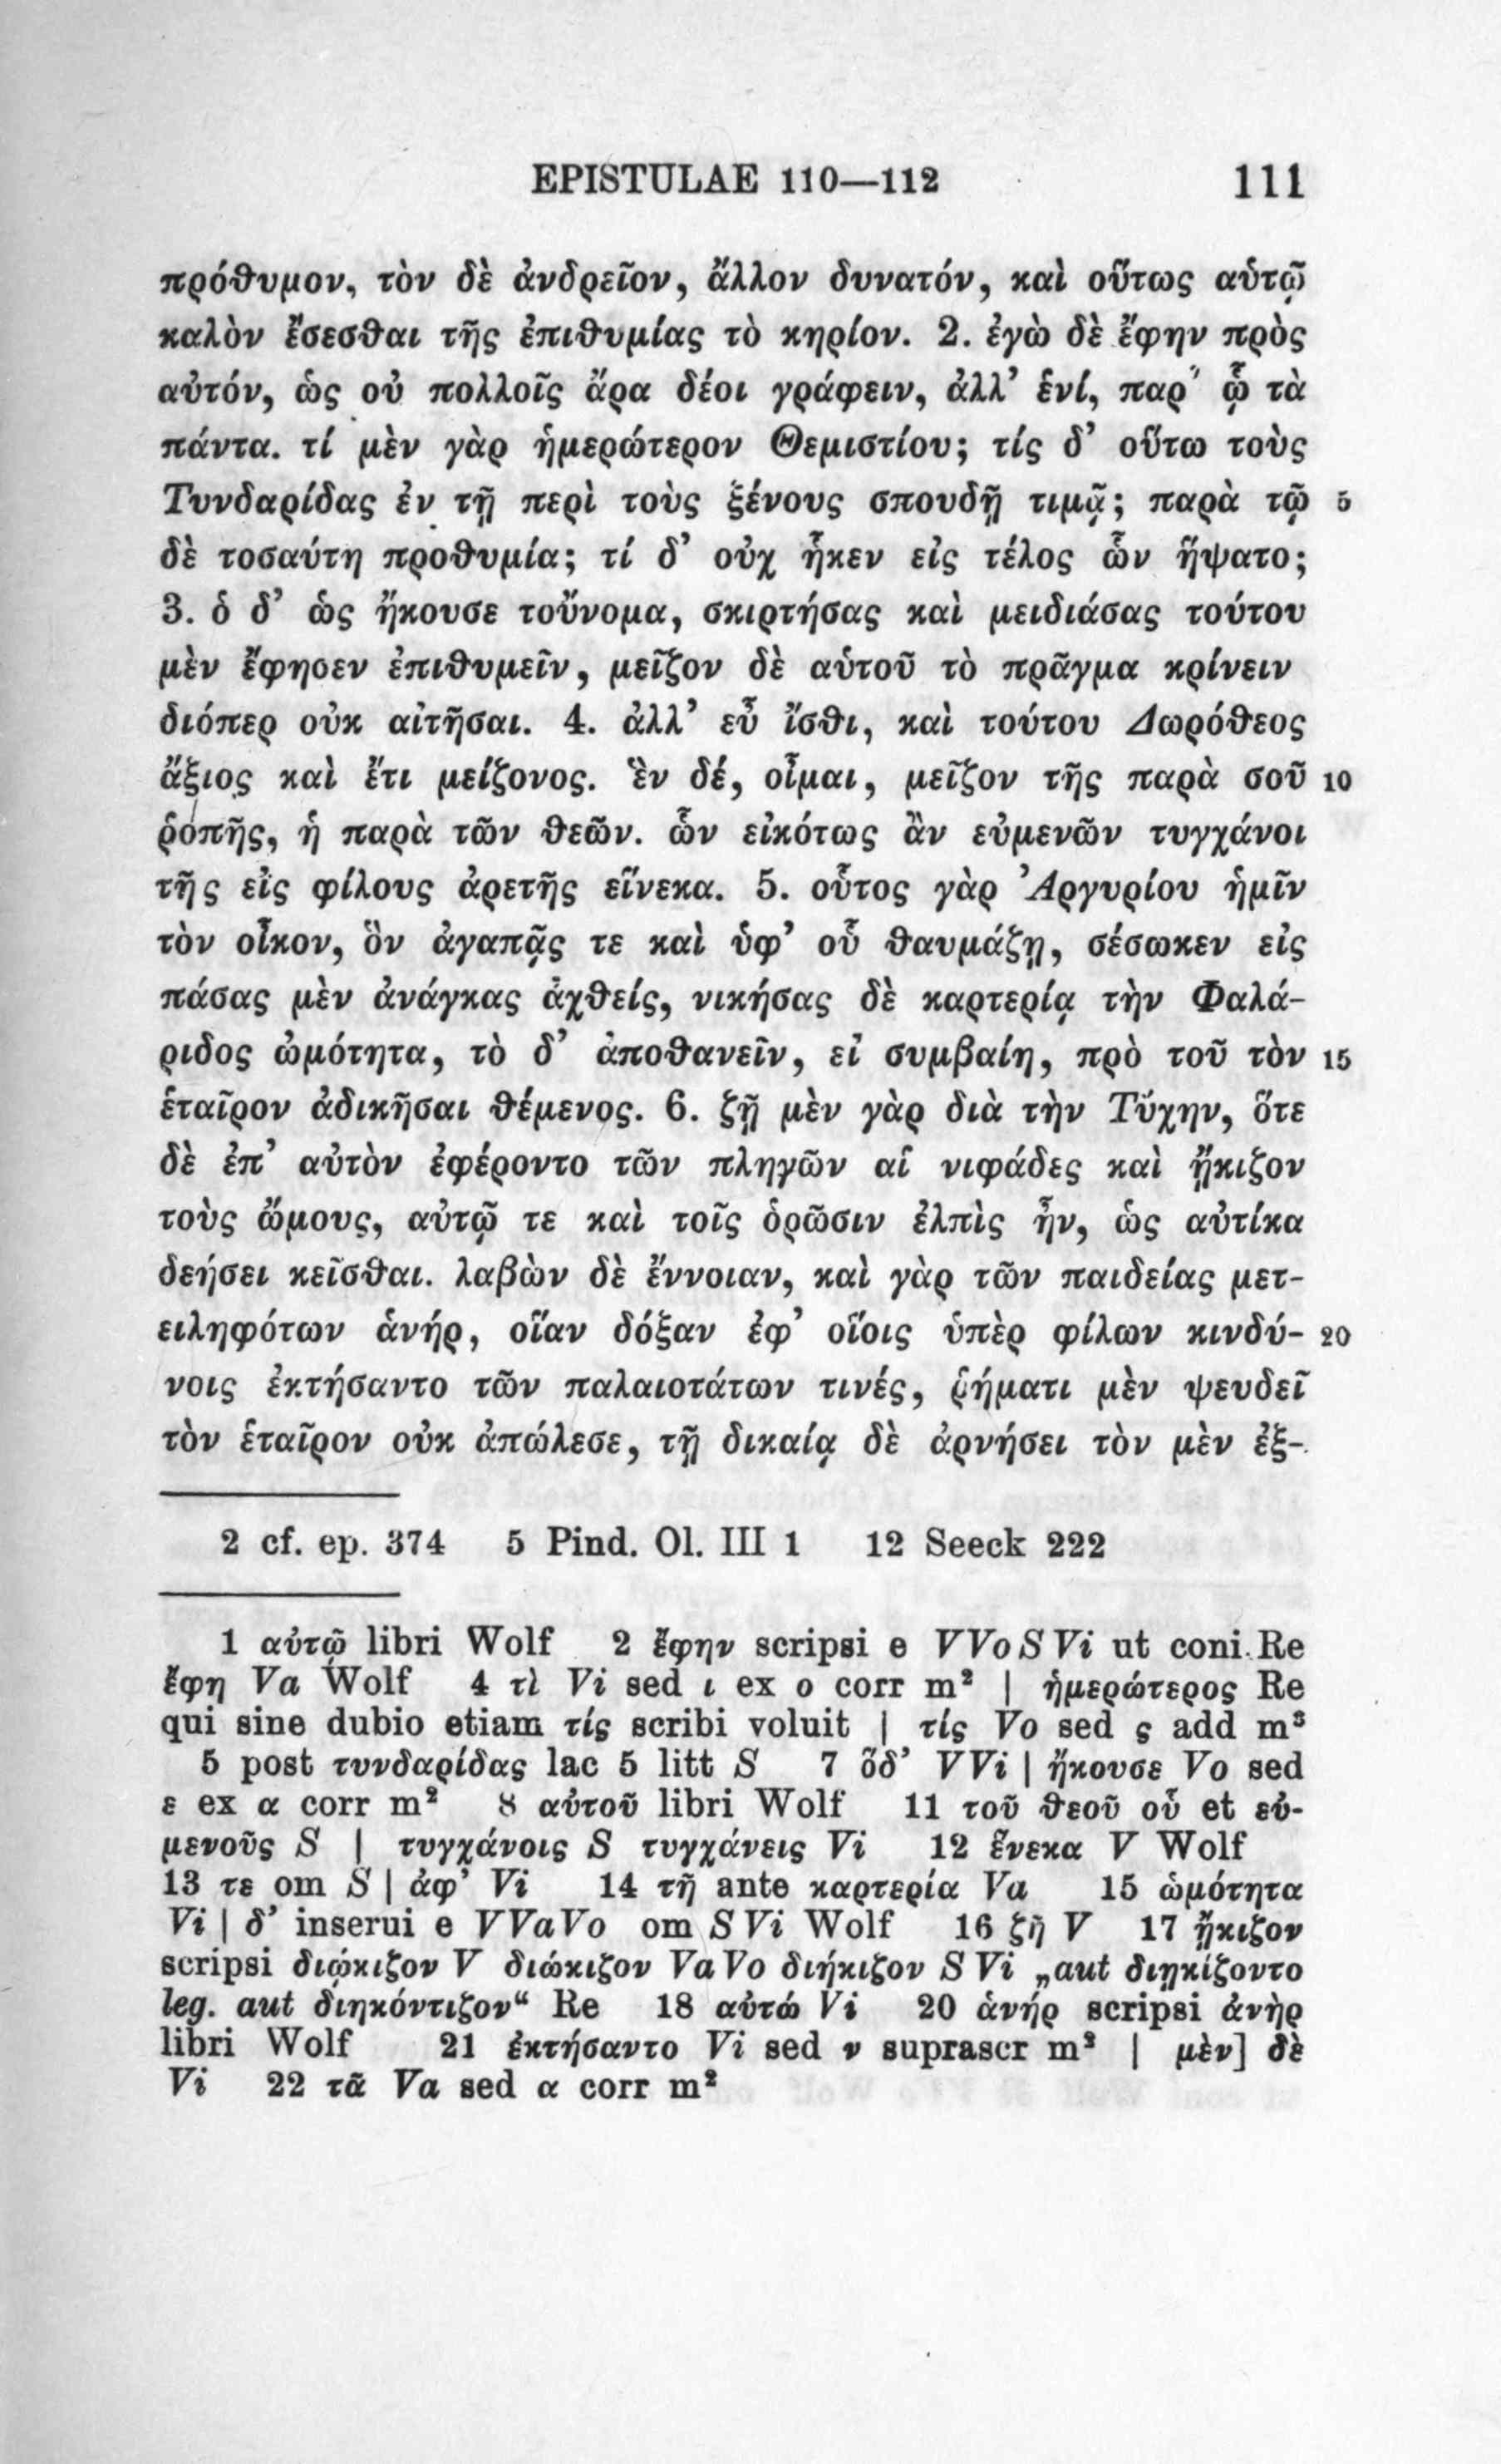 EPISTULAE 110—112 111
πρόθυμον, τὸν δὲ ἀνδρεῖον, ἄλλον δυνατόν, καὶ οὕτως αὑτῷ
καλὸν ἔσεσθαι τῆς ἐπιθυμίας τὸ κηρίον. 2. ἐγὼ δὲ ἔφην πρὸς
αὐτόν, ὡς οὐ πολλοῖς ἄρα δέοι γράφειν, ἀλλ’ ἑνί, παρ’ ᾧ τὰ
πάντα. τί μὲν γὰρ ἡμερώτερον Θεμιστίου; τίς δ’ οὕτω τοὺς
Τυνδαρίδας ἐν τῇ περὶ τοὺς ξένους σπουδῇ τιμᾷ; παρὰ τῷ 5
δὲ τοσαύτη προθυμία; τί δ’ οὐχ ἧκεν εἰς τέλος ὧν ἥψατο;
3. ὁ δ’ ὡς ἤκουσε τοὔνομα, σκιρτήσας καὶ μειδιάσας τούτου
μὲν ἔφησεν ἐπιθυμεῖν, μεῖζον δὲ αὑτοῦ τὸ πρᾶγμα κρίνειν
διόπερ οὐκ αἰτῆσαι. 4. ἀλλ’ εὖ ἴσθι, καὶ τούτου Δωρόθεος
ἄξιος καὶ ἔτι μείζονος. ἓν δέ, οἶμαι, μεῖζον τῆς παρὰ σοῦ 10
ῥοπῆς, ἡ παρὰ τῶν θεῶν. ὧν εἰκότως ἂν εὐμενῶν τυγχάνοι
τῆς εἰς φίλους ἀρετῆς εἵνεκα. 5. οὗτος γὰρ Ἀργυρίου ἡμῖν
τὸν οἶκον, ὃν ἀγαπᾷς τε καὶ ὑφ’ οὗ θαυμάζῃ, σέσωκεν εἰς
πάσας μὲν ἀνάγκας ἀχθείς, νικήσας δὲ καρτερίᾳ τὴν Φαλά-
ριδος ὠμότητα, τὸ δ’ ἀποθανεῖν, εἰ συμβαίη, πρὸ τοῦ τὸν 15
ἑταῖρον ἀδικῆσαι θέμενος. 6. ζῇ μὲν γὰρ διὰ τὴν Τύχην, ὅτε
δὲ ἐπ’ αὐτὸν ἐφέροντο τῶν πληγῶν αἱ νιφάδες καὶ ᾔκιζον
τοὺς ὤμους, αὐτῷ τε καὶ τοῖς ὁρῶσιν ἐλπὶς ἦν, ὡς αὐτίκα
δεήσει κεῖσθαι. λαβὼν δὲ ἔννοιαν, καὶ γὰρ τῶν παιδείας μετ-
ειληφότων ἁνήρ, οἵαν δόξαν ἐφ’ οἵοις ὑπὲρ φίλων κινδύ- 20
νοις ἐκτήσαντο τῶν παλαιοτάτων τινές, ῥήματι μὲν ψευδεῖ
τὸν ἑταῖρον οὐκ ἀπώλεσε, τῇ δικαίᾳ δὲ ἀρνήσει τὸν μὲν ἐξ-
2 cf. ep. 374 5 Pind. Ol. III 1 12 Seeck 222
1 αὐτῷ libri Wolf 2 ἔφην scripsi e VVo S Vi ut coni. Re
ἔφη Va Wolf 4 τὶ Vi sed ι ex ο corr m² | ἡμερώτερος Re
qui sine dubio etiam τίς scribi voluit | τίς Vo sed ς add m³
5 post τυνδαρίδας lac 5 litt S 7 ὅδ’ VVi | ἤκουσε Vo sed
ε ex α corr m² 8 αὐτοῦ libri Wolf 11 τοῦ θεοῦ οὗ et εὐ-
μενοῦς S | τυγχάνοις S τυγχάνεις Vi 12 ἕνεκα V Wolf
13 τε om S | ἀφ’ Vi 14 τῇ ante καρτερία Va 15 ὡμότητα
Vi | δ’ inserui e VVaVo om S Vi Wolf 16 ζῆ V 17 ᾔκιζον
scripsi διῴκιζον V διώκιζον Va Vo διήκιζον S Vi „aut διῃκίζοντο
leg. aut διηκόντιζον“ Re 18 αὐτώ Vi 20 ἁνήρ scripsi ἀνὴρ
libri Wolf 21 ἐκτήσαντο Vi sed ν suprascr m² | μὲν] δὲ
Vi 22 τᾶ Va sed α corr m²